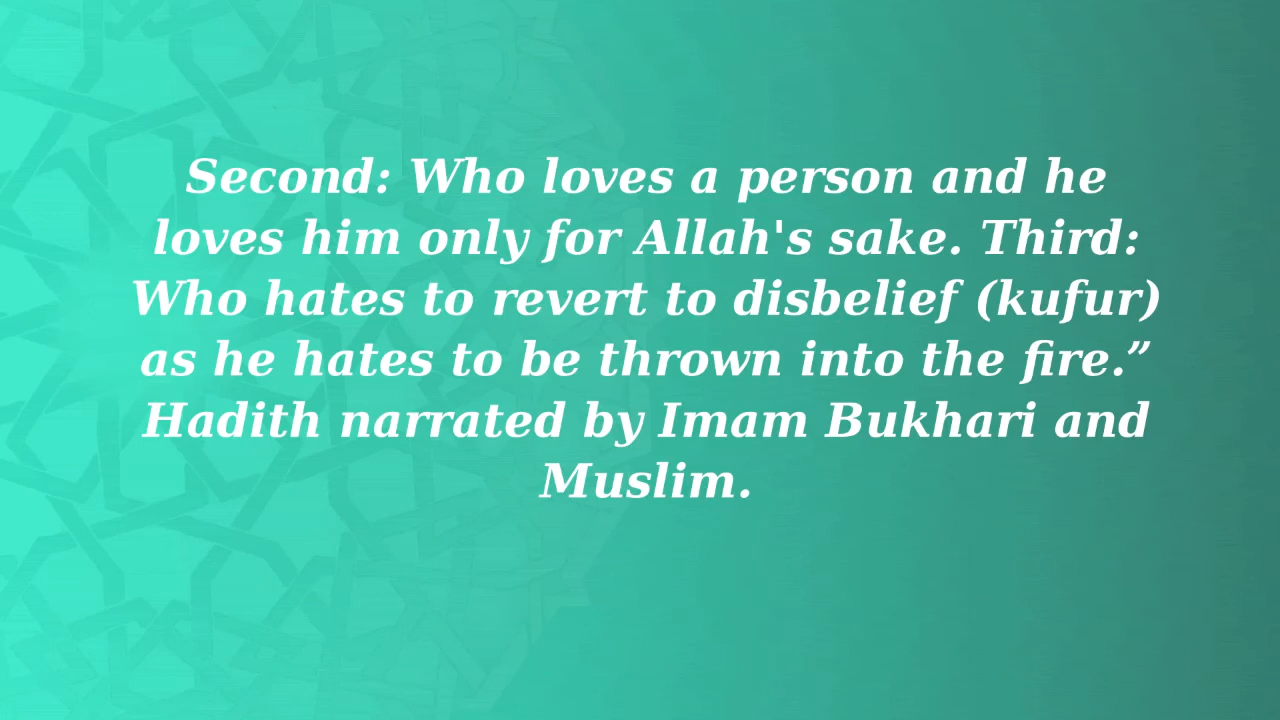 Second: Who loves a person and he
loves him only for Allah's sake. Third:
Who hates to revert to disbelief (kufur)
as he hates to be thrown into the fire.”
Hadith narrated by Imam Bukhari and
Muslim.